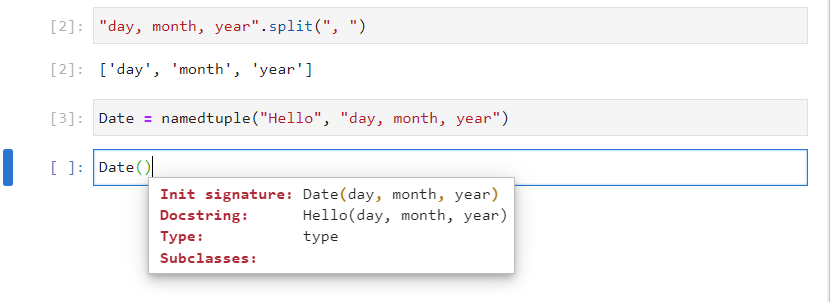 [2]: "day, month, year".split(", ")
[2]: ['day', 'month', 'year']
[3]: Date = namedtuple("Hello", "day, month, year")
[ ]: Date()
Init signature: Date(day, month, year)
Docstring: Hello(day, month, year)
Type: type
Subclasses: